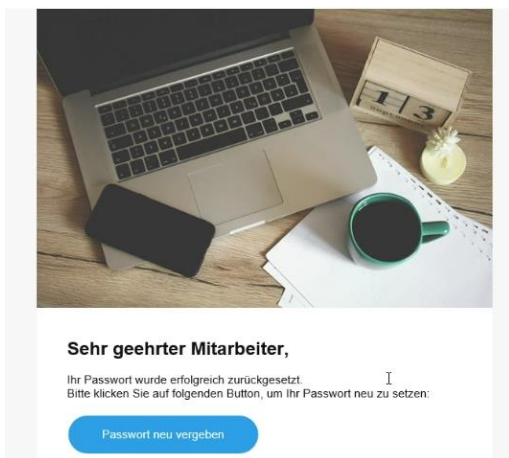 13
Sehr geehrter Mitarbeiter,
Ihr Passwort wurde erfolgreich zurückgesetzt.
Bitte klicken Sie auf folgenden Button, um Ihr Passwort neu zu setzen:
Passwort neu vergeben